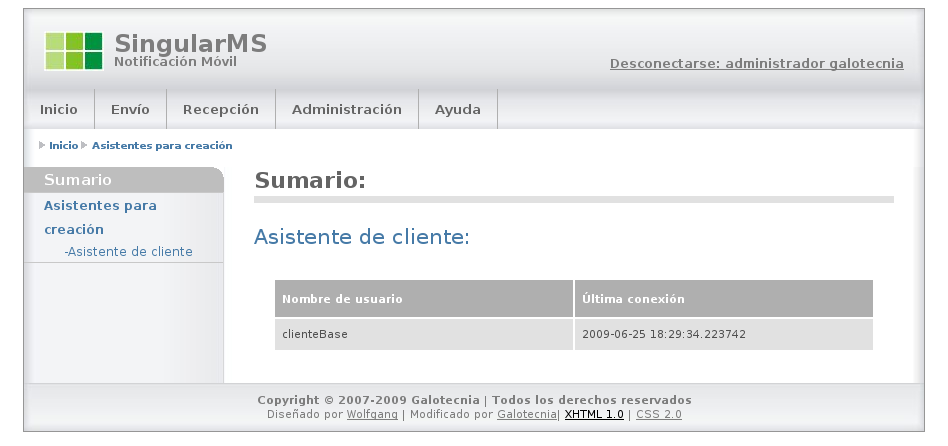 SingularMS
Notificación Móvil
Desconectarse: administrador galotecnia
Inicio Envío Recepción Administración Ayuda
Inicio Asistentes para creación
Sumario
Asistentes para
creación
-Asistente de cliente
Sumario:
Asistente de cliente:
Nombre de usuario Última conexión
clienteBase 2009-06-25 18:29:34.223742
Copyright © 2007-2009 Galotecnia | Todos los derechos reservados
Diseñado por Wolfgang | Modificado por Galotecnia| XHTML 1.0 | CSS 2.0